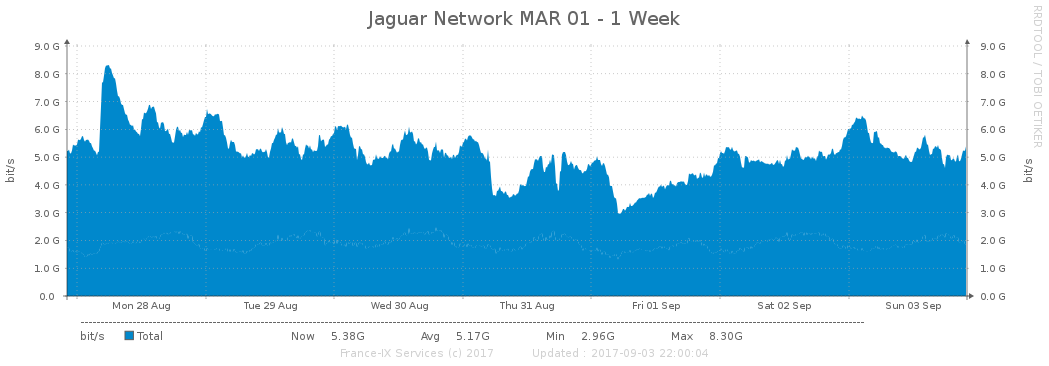 Jaguar Network MAR 01 - 1 Week
RRDTOOL / TOBI OETIKER
9.0 G 9.0 G
8.0 G 8.0 G
7.0 G 7.0 G
6.0 G 6.0 G
5.0 G 5.0 G
4.0 G 4.0 G
3.0 G 3.0 G
2.0 G 2.0 G
1.0 G 1.0 G
0.0 0.0 G
bit/s
bit/s
Mon 28 Aug Tue 29 Aug Wed 30 Aug Thu 31 Aug Fri 01 Sep Sat 02 Sep Sun 03 Sep
bit/s Total Now 5.38G Avg 5.17G Min 2.96G Max 8.30G
France-IX Services (c) 2017 Updated : 2017-09-03 22:00:04